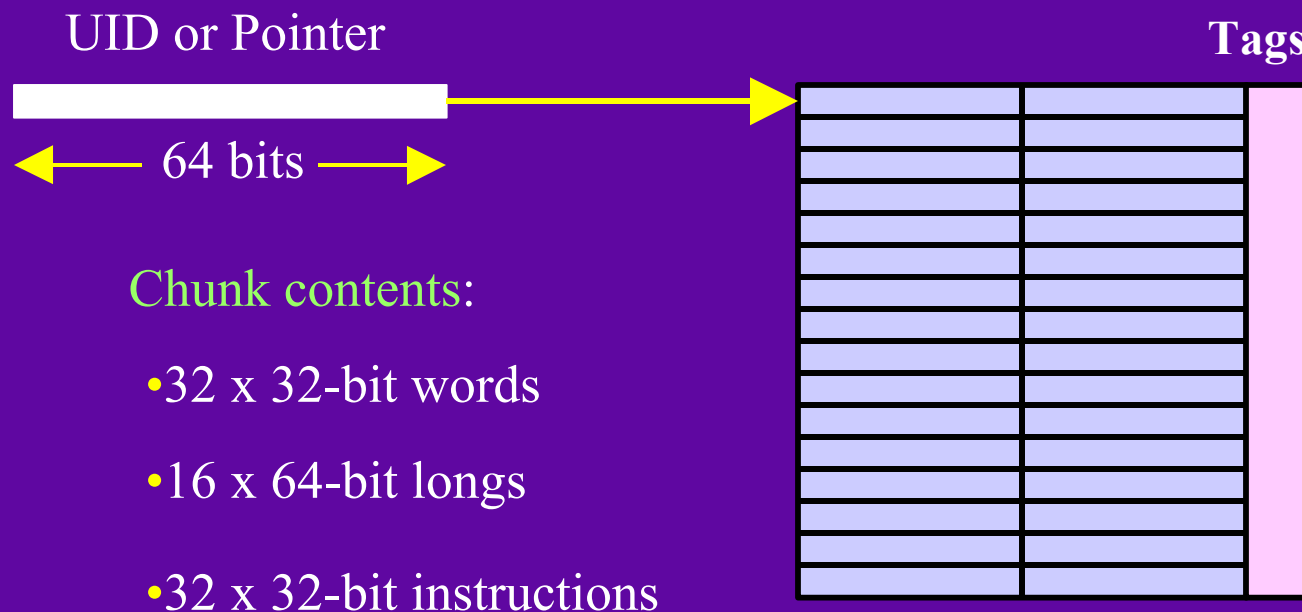 UID or Pointer
Tags
64 bits
Chunk contents:
•32 x 32-bit words
•16 x 64-bit longs
•32 x 32-bit instructions